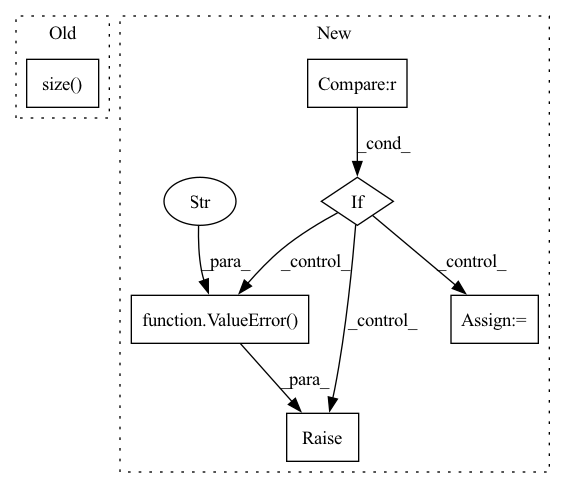 Old
New
size()
Compare:r
_cond_
Str
If
_para_
_control_
_control_
function.ValueError()
_control_
Assign:=
_para_
Raise